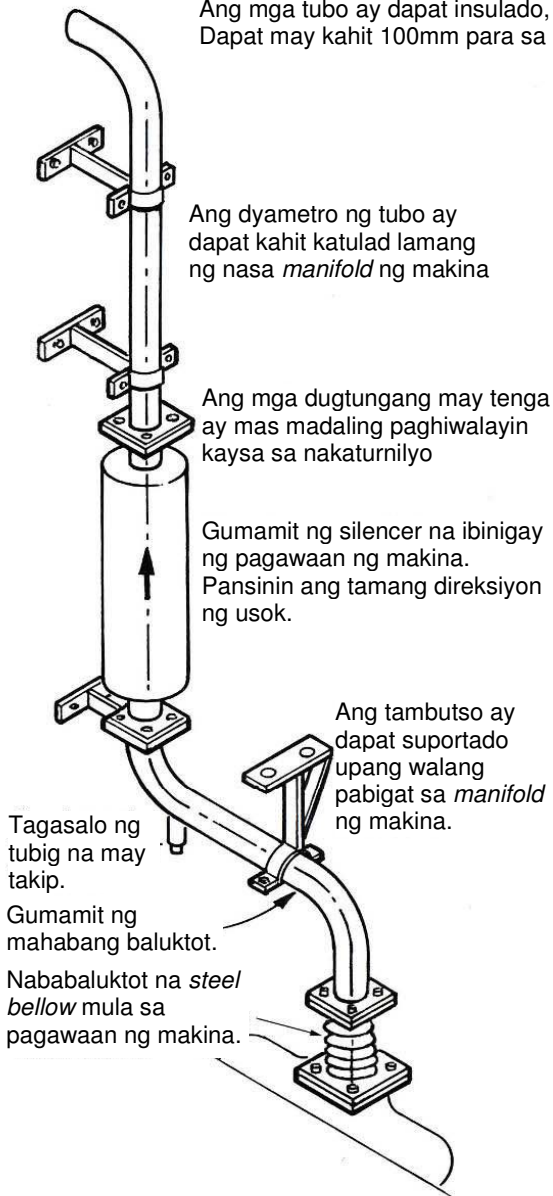 Ang mga tubo ay dapat insulado,
Dapat may kahit 100mm para sa
Ang dyametro ng tubo ay
dapat kahit katulad lamang
ng nasa manifold ng makina
Ang mga dugtungang may tenga
ay mas madaling paghiwalayin
kaysa sa nakaturnilyo
Gumamit ng silencer na ibinigay
ng pagawaan ng makina.
Pansinin ang tamang direksiyon
ng usok.
Ang tambutso ay
dapat suportado
upang walang
pabigat sa manifold
ng makina.
Tagasalo ng
tubig na may
takip.
Gumamit ng
mahabang baluktot.
Nababaluktot na steel
bellow mula sa
pagawaan ng makina.